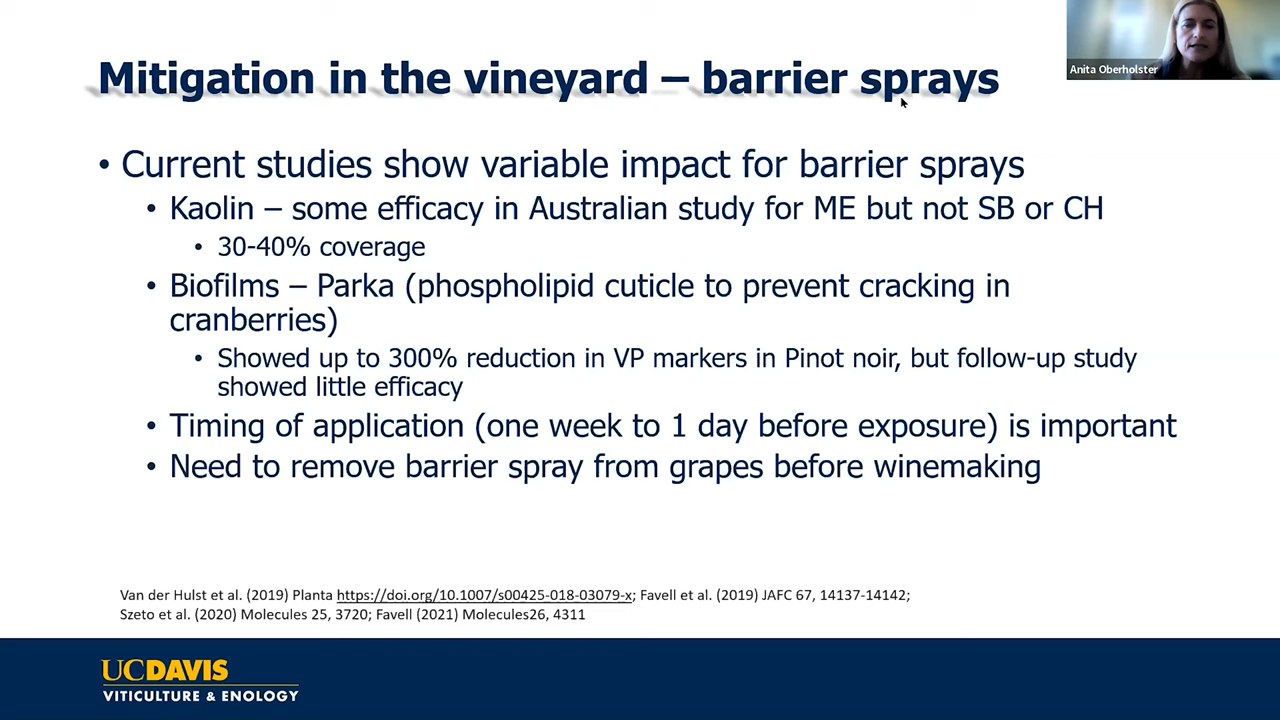 Mitigation in the vineyard – barrier sprays
Anita Oberholster
• Current studies show variable impact for barrier sprays
• Kaolin – some efficacy in Australian study for ME but not SB or CH
• 30-40% coverage
• Biofilms – Parka (phospholipid cuticle to prevent cracking in
cranberries)
• Showed up to 300% reduction in VP markers in Pinot noir, but follow-up study
showed little efficacy
• Timing of application (one week to 1 day before exposure) is important
• Need to remove barrier spray from grapes before winemaking
Van der Hulst et al. (2019) Planta https://doi.org/10.1007/s00425-018-03079-x; Favell et al. (2019) JAFC 67, 14137-14142;
Szeto et al. (2020) Molecules 25, 3720; Favell (2021) Molecules26, 4311
UCDAVIS
VITICULTURE & ENOLOGY